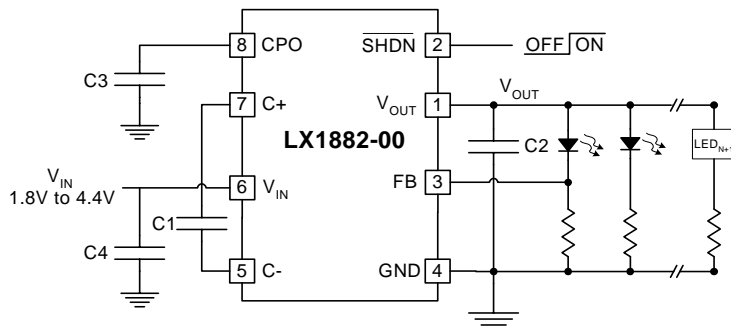 8 CPO
SHDN 2
OFF ON
C3
7 C+
VOUT 1
VOUT
LX1882-00
C2
LEDN+1
VIN
1.8V to 4.4V
6 VIN
FB 3
C1
C4
5 C-
GND 4